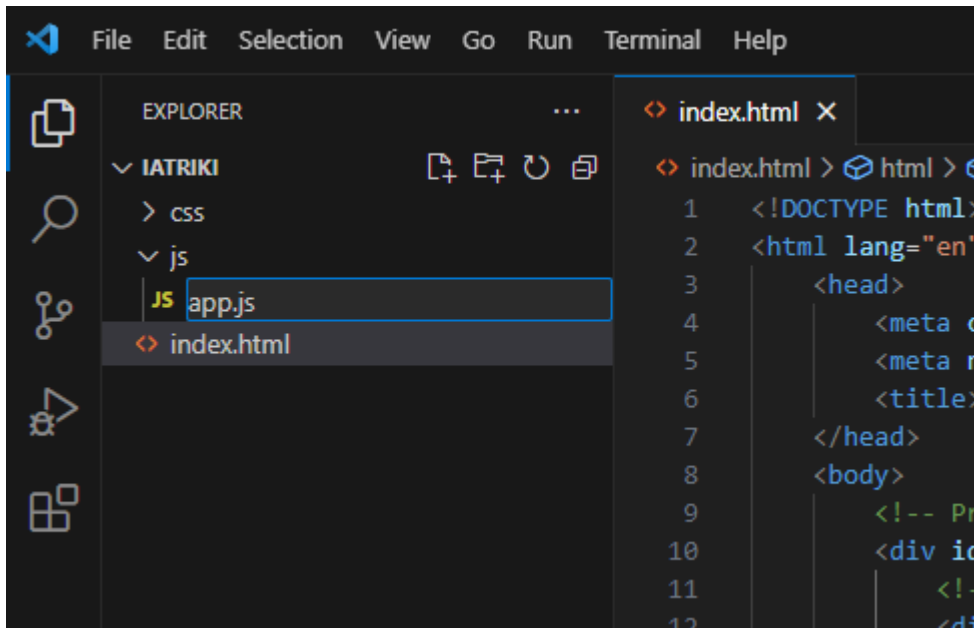 File Edit Selection View Go Run Terminal Help
EXPLORER ...
IATRIKI
css
js
JS app.js
index.html
index.html
index.html > html >
1 <!DOCTYPE html>
2 <html lang="en"
3 <head>
4 <meta
5 <meta
6 <title>
7 </head>
8 <body>
9 <!--
10 <div
11 <!-
12